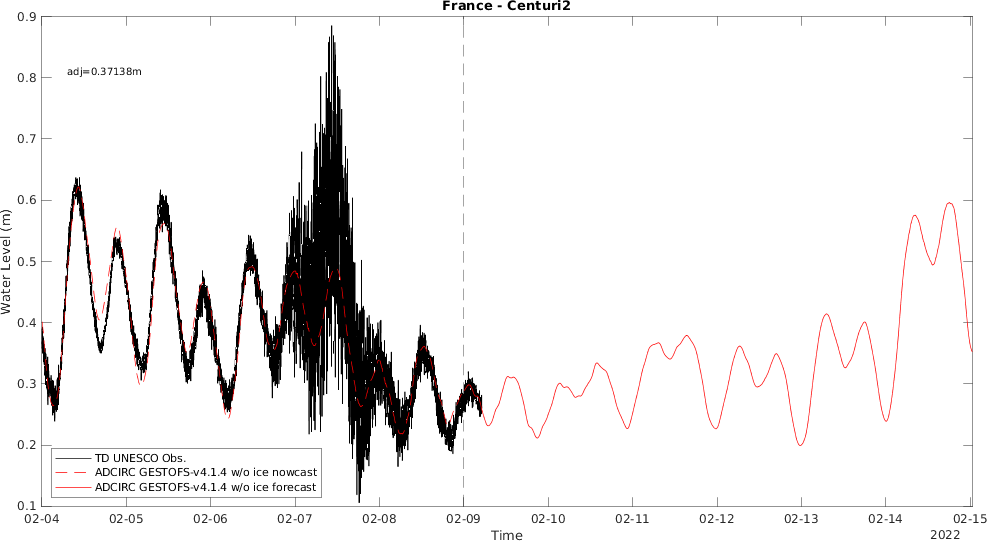 France - Centuri2
adj=0.37138m
Water Level (m)
0.9
0.8
0.7
0.6
0.5
0.4
0.3
0.2
0.1
TD UNESCO Obs.
ADCIRC GESTOFS-v4.1.4 w/o ice nowcast
ADCIRC GESTOFS-v4.1.4 w/o ice forecast
02-04 02-05 02-06 02-07 02-08 02-09 02-10 02-11 02-12 02-13 02-14 02-15
Time
2022